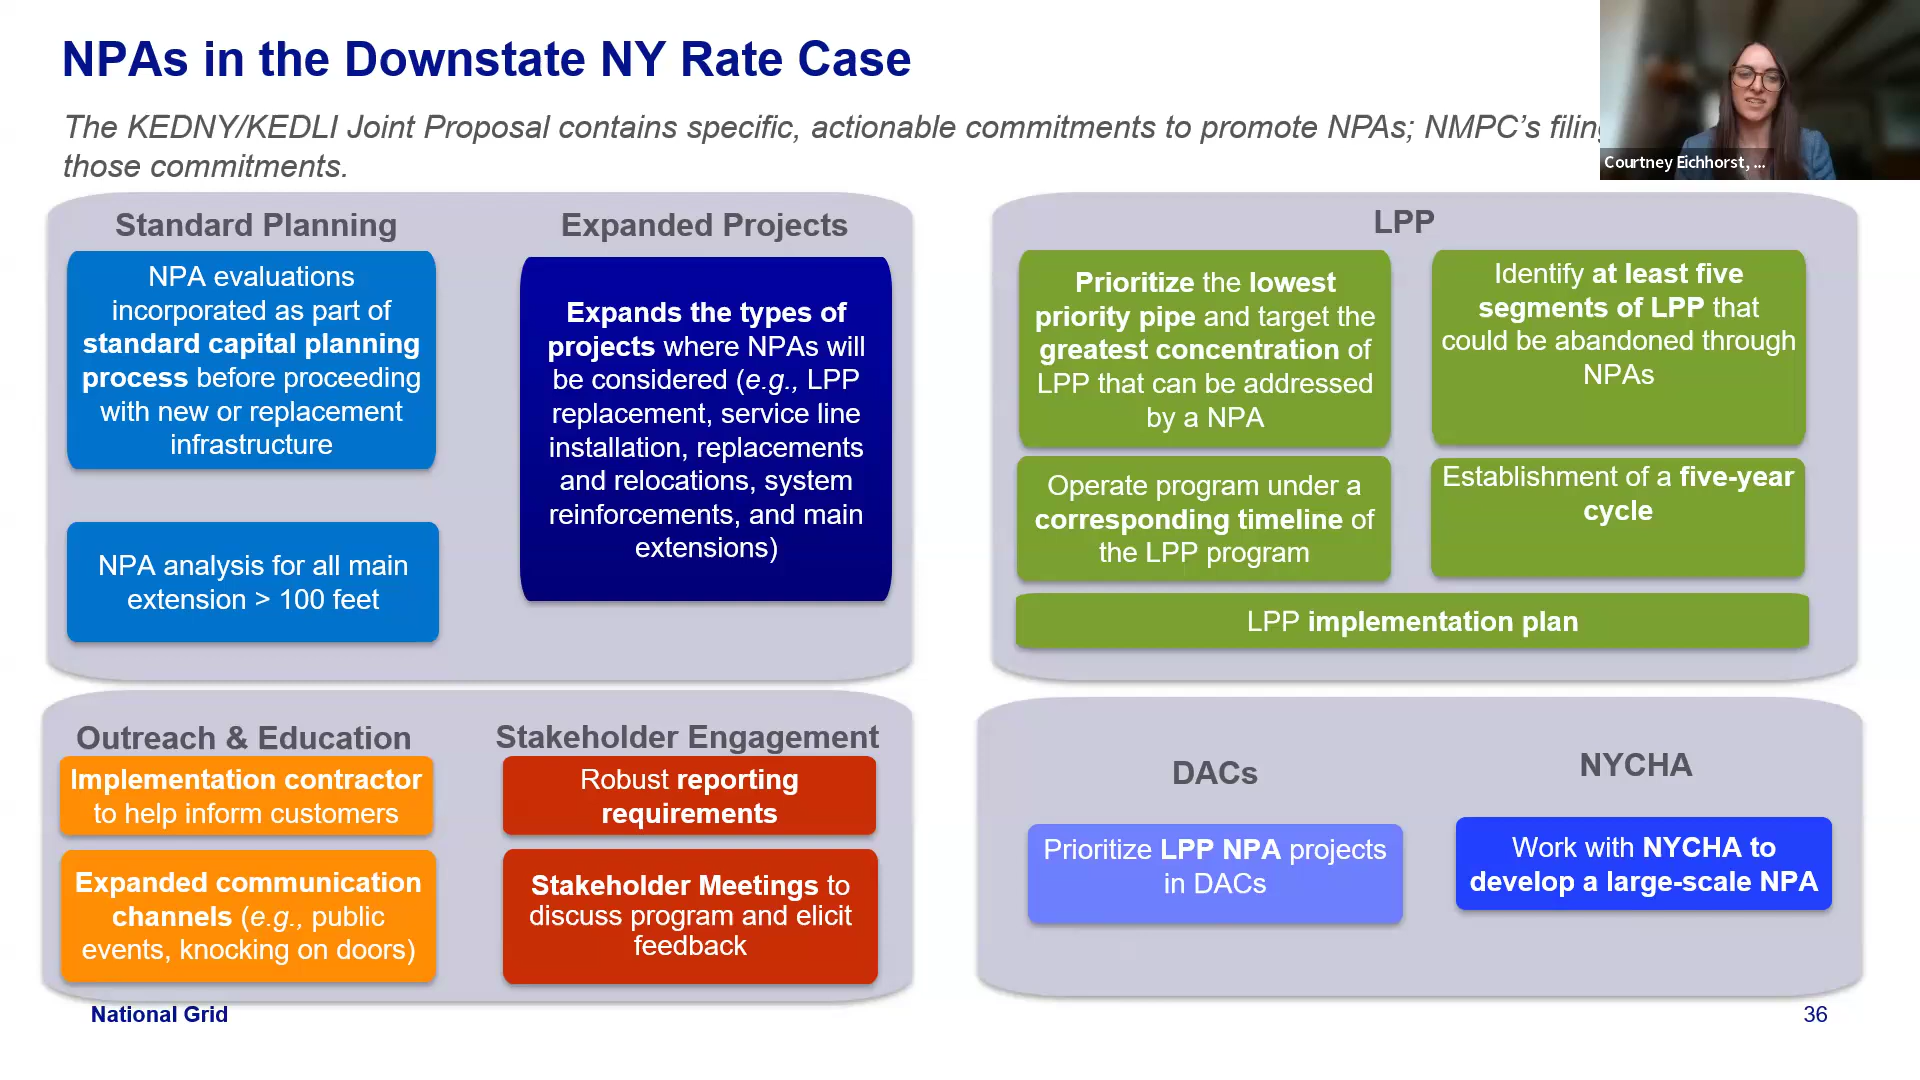 NPAs in the Downstate NY Rate Case
The KEDNY/KEDLI Joint Proposal contains specific, actionable commitments to promote NPAs; NMPC's
those commitments.
Courtney Eichhorst, ...
Standard Planning
NPA evaluations
incorporated as part of
standard capital planning
process before proceeding
with new or replacement
infrastructure
NPA analysis for all main
extension > 100 feet
Expanded Projects
Expands the types of
projects where NPAs will
be considered (e.g., LPP
replacement, service line
installation, replacements
and relocations, system
reinforcements, and main
extensions)
LPP
Prioritize the lowest
priority pipe and target the
greatest concentration of
LPP that can be addressed
by a NPA
Identify at least five
segments of LPP that
could be abandoned through
NPAs
Operate program under a
corresponding timeline of
the LPP program
Establishment of a five-year
cycle
LPP implementation plan
Outreach & Education
Implementation contractor
to help inform customers
Expanded communication
channels (e.g., public
events, knocking on doors)
Stakeholder Engagement
Robust reporting
requirements
Stakeholder Meetings to
discuss program and elicit
feedback
DACs
Prioritize LPP NPA projects
in DACs
NYCHA
Work with NYCHA to
develop a large-scale NPA
National Grid
36